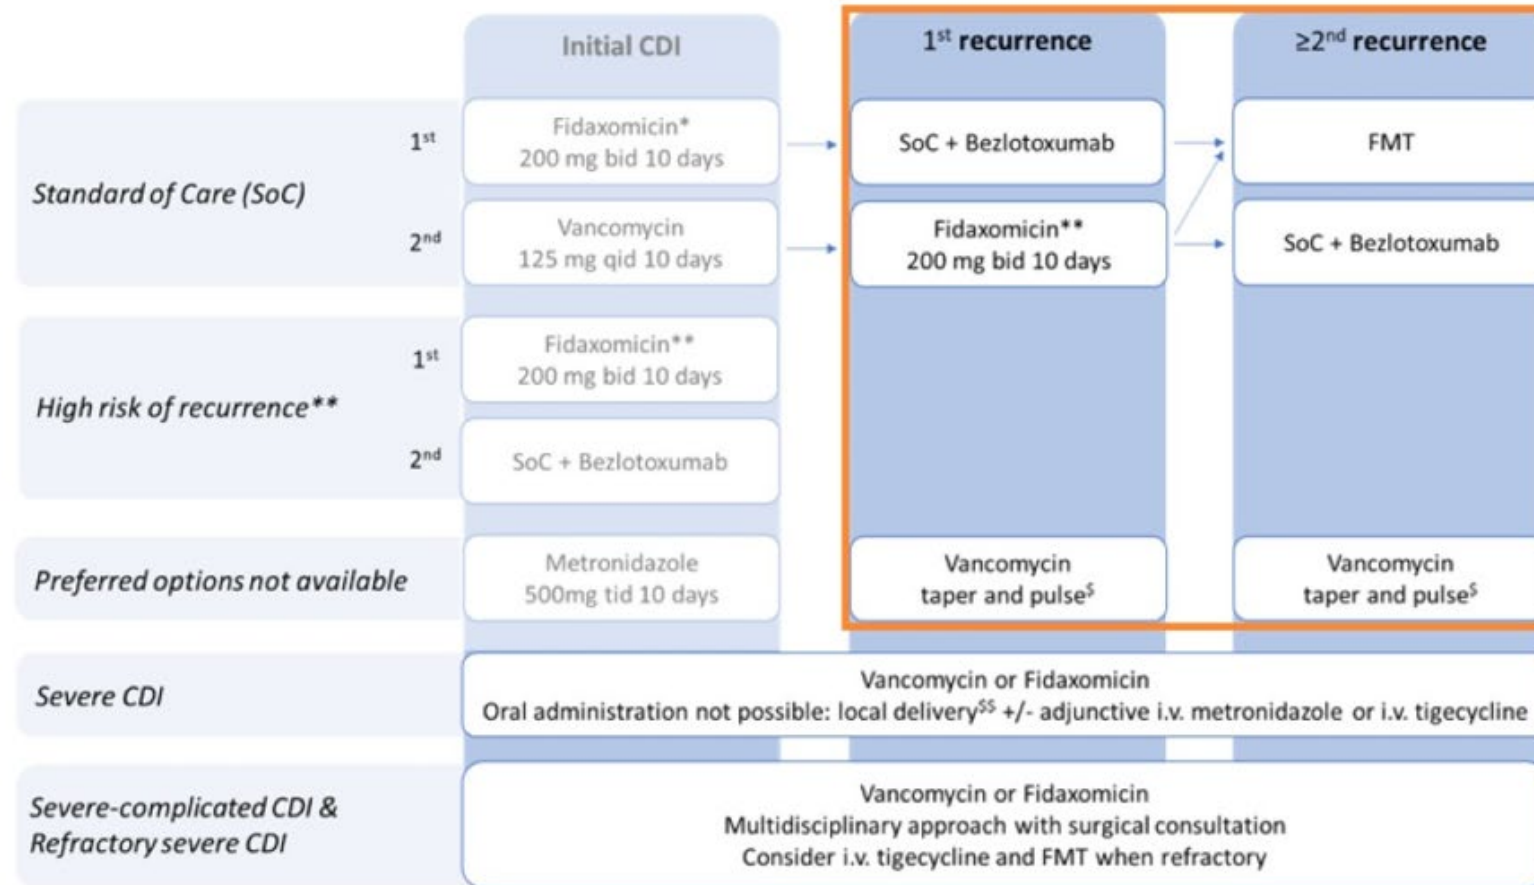 Initial CDI
1st recurrence
≥2nd recurrence
Standard of Care (SoC)
1st
Fidaxomicin*
200 mg bid 10 days
SoC + Bezlotoxumab
FMT
2nd
Vancomycin
125 mg qid 10 days
Fidaxomicin**
200 mg bid 10 days
SoC + Bezlotoxumab
High risk of recurrence**
1st
Fidaxomicin**
200 mg bid 10 days
2nd
SoC + Bezlotoxumab
Preferred options not available
Metronidazole
500mg tid 10 days
Vancomycin
taper and pulse$
Vancomycin
taper and pulse$
Severe CDI
Vancomycin or Fidaxomicin
Oral administration not possible: local delivery$$ +/- adjunctive i.v. metronidazole or i.v. tigecycline
Severe-complicated CDI &
Refractory severe CDI
Vancomycin or Fidaxomicin
Multidisciplinary approach with surgical consultation
Consider i.v. tigecycline and FMT when refractory